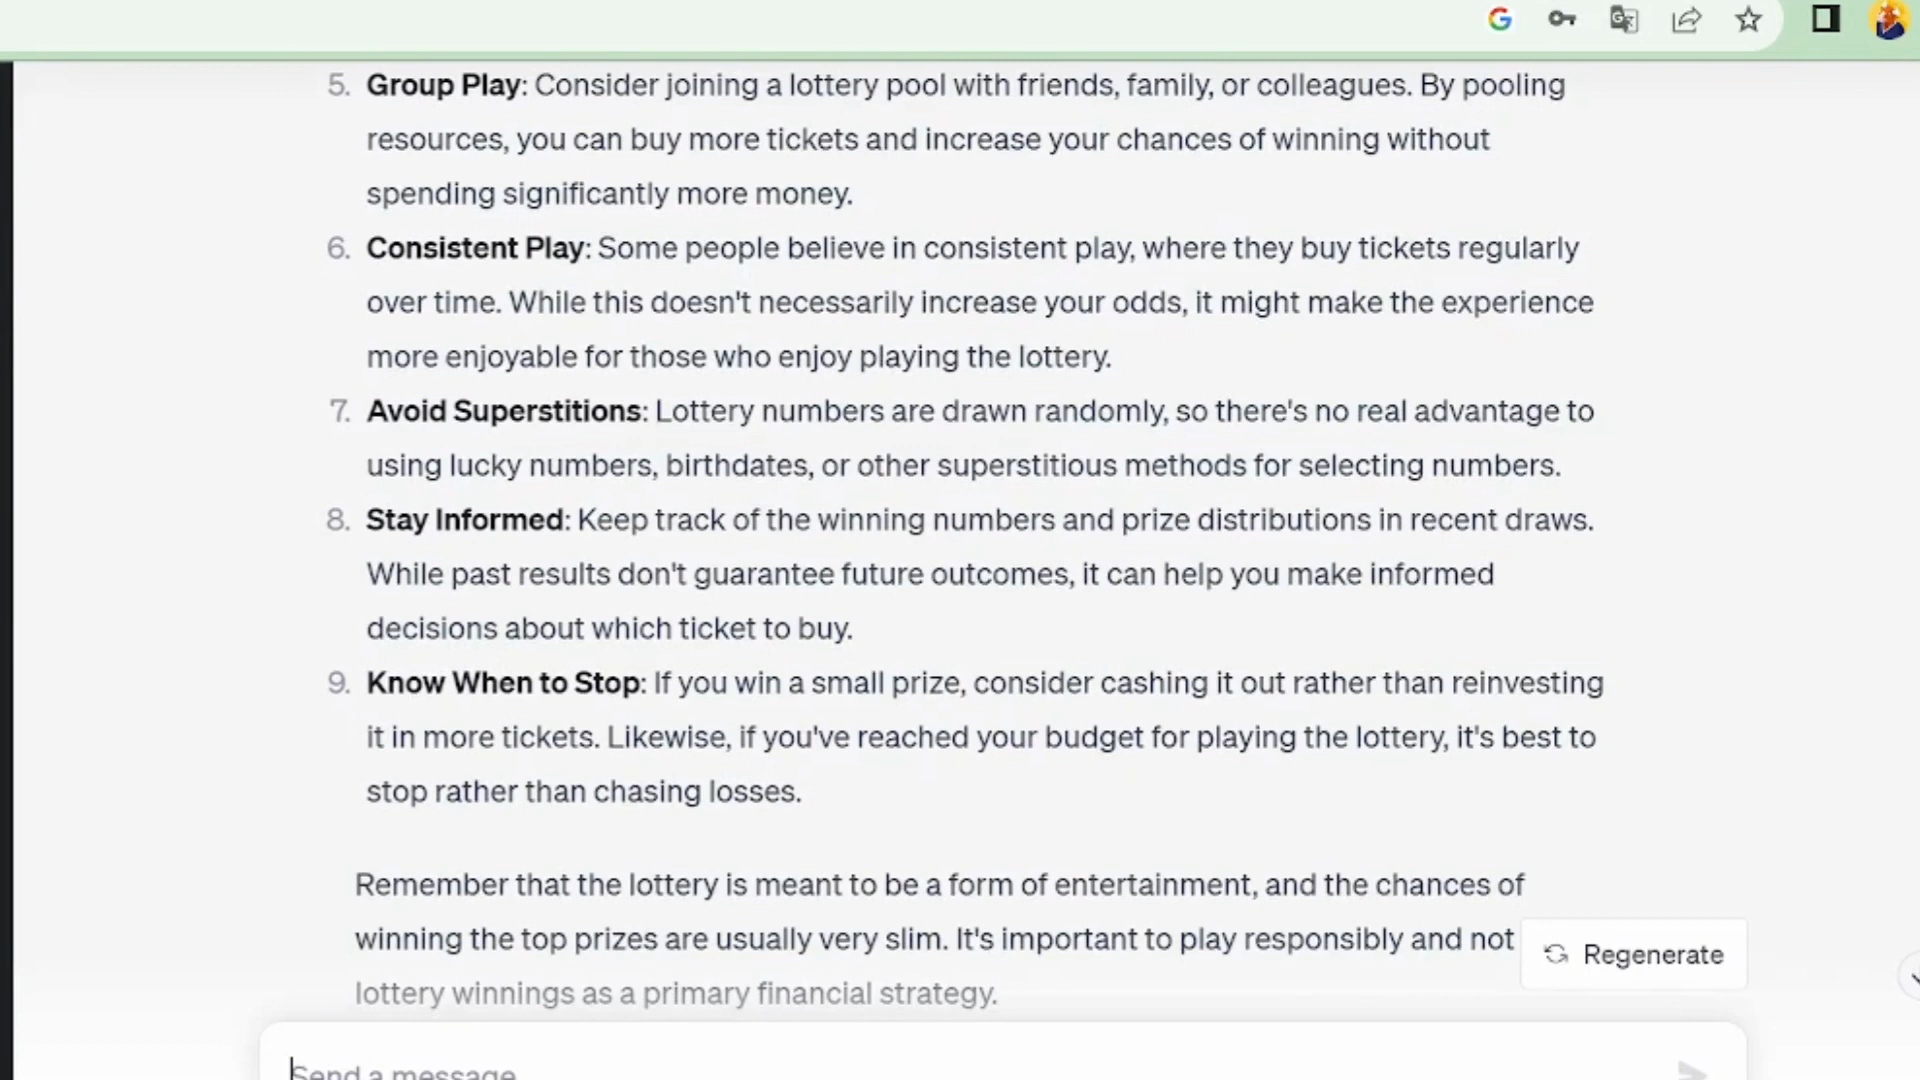 5. Group Play: Consider joining a lottery pool with friends, family, or colleagues. By pooling
resources, you can buy more tickets and increase your chances of winning without
spending significantly more money.
6. Consistent Play: Some people believe in consistent play, where they buy tickets regularly
over time. While this doesn't necessarily increase your odds, it might make the experience
more enjoyable for those who enjoy playing the lottery.
7. Avoid Superstitions: Lottery numbers are drawn randomly, so there's no real advantage to
using lucky numbers, birthdates, or other superstitious methods for selecting numbers.
8. Stay Informed: Keep track of the winning numbers and prize distributions in recent draws.
While past results don't guarantee future outcomes, it can help you make informed
decisions about which ticket to buy.
9. Know When to Stop: If you win a small prize, consider cashing it out rather than reinvesting
it in more tickets. Likewise, if you've reached your budget for playing the lottery, it's best to
stop rather than chasing losses.
Remember that the lottery is meant to be a form of entertainment, and the chances of
winning the top prizes are usually very slim. It's important to play responsibly and not
Regenerate
lottery winnings as a primary financial strategy.
Send a message